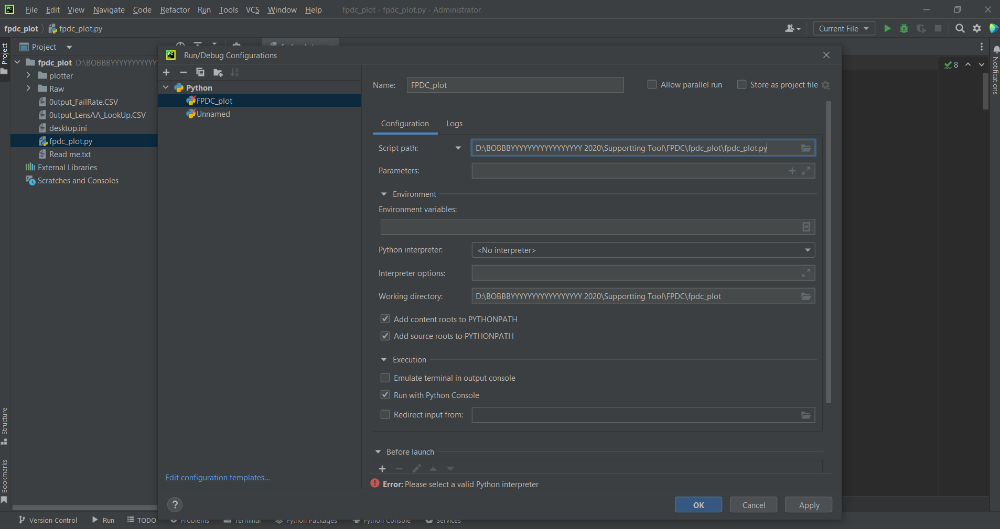 File Edit View Navigate Code Refactor Run Tools VCS Window Help fpdc_plot - fpdc_plot.py - Administrator
fpdc_plot fpdc_plot.py
Current File
Project
Project
fpdc_plot D:\BOBBBYYYYYYYYYYY
plotter
Raw
0utput_FailRate.CSV
0utput_LensAA_LookUp.CSV
desktop.ini
fpdc_plot.py
Read me.txt
External Libraries
Scratches and Consoles
Structure
Bookmarks
8
Notifications
Run/Debug Configurations
Python
FPDC_plot
Unnamed
Edit configuration templates...
Name: FPDC_plot
Allow parallel run
Store as project file
Configuration Logs
Script path: D:\BOBBBYYYYYYYYYYYYYYYYY 2020\Supportting Tool\FPDC\fpdc_plot\fpdc_plot.py
Parameters:
Environment
Environment variables:
Python interpreter: <No interpreter>
Interpreter options:
Working directory: D:\BOBBBYYYYYYYYYYYYYYYYY 2020\Supportting Tool\FPDC\fpdc_plot
Add content roots to PYTHONPATH
Add source roots to PYTHONPATH
Execution
Emulate terminal in output console
Run with Python Console
Redirect input from:
Before launch
Error: Please select a valid Python interpreter
?
OK Cancel Apply
Version Control Run TODO Problems Terminal Python Packages Python Console Services